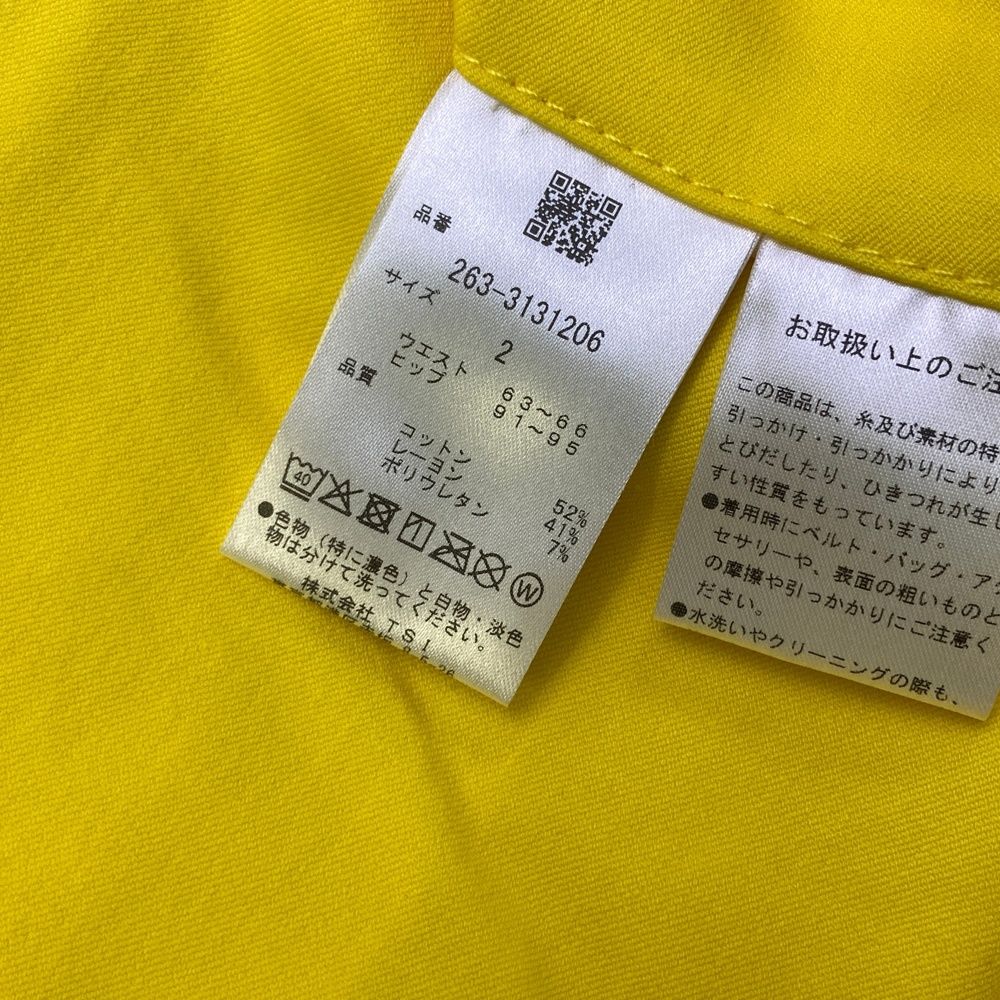 品番
263-3131206
サイズ
2
ウエスト 63~66
ヒップ 91~95
品質
コットン 52%
レーヨン 41%
ポリウレタン 7%
40
W
●色物(特に濃色)と白物・淡色
物は分けて洗ってください。
株式会社 TSI
お取扱い上のご注
この商品は、糸及び素材の特
引っかけ・引っかかりにより
とびだしたり、ひきつれが生じ
すい性質をもっています。
●着用時にベルト・バッグ・ア
セサリーや、表面の粗いものと
の摩擦や引っかかりにご注意く
ださい。
●水洗いやクリーニングの際も、